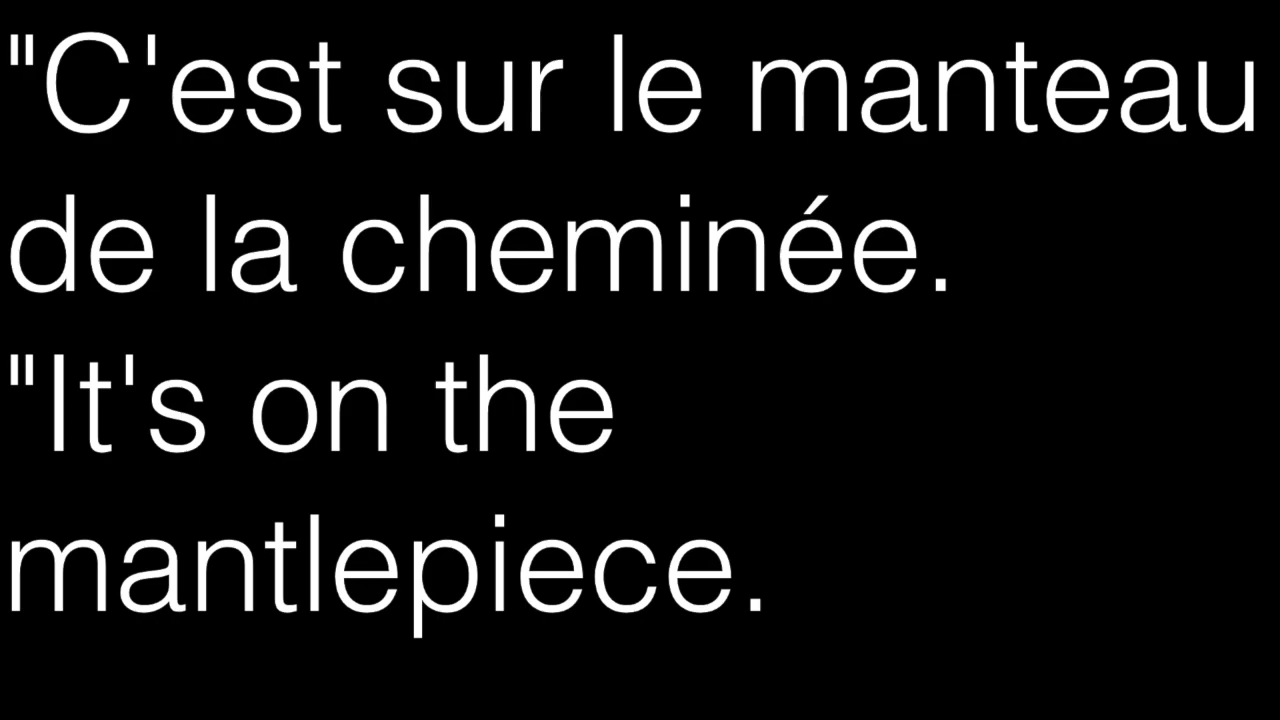 "C'est sur le manteau
de la cheminée.
"It's on the
mantlepiece.